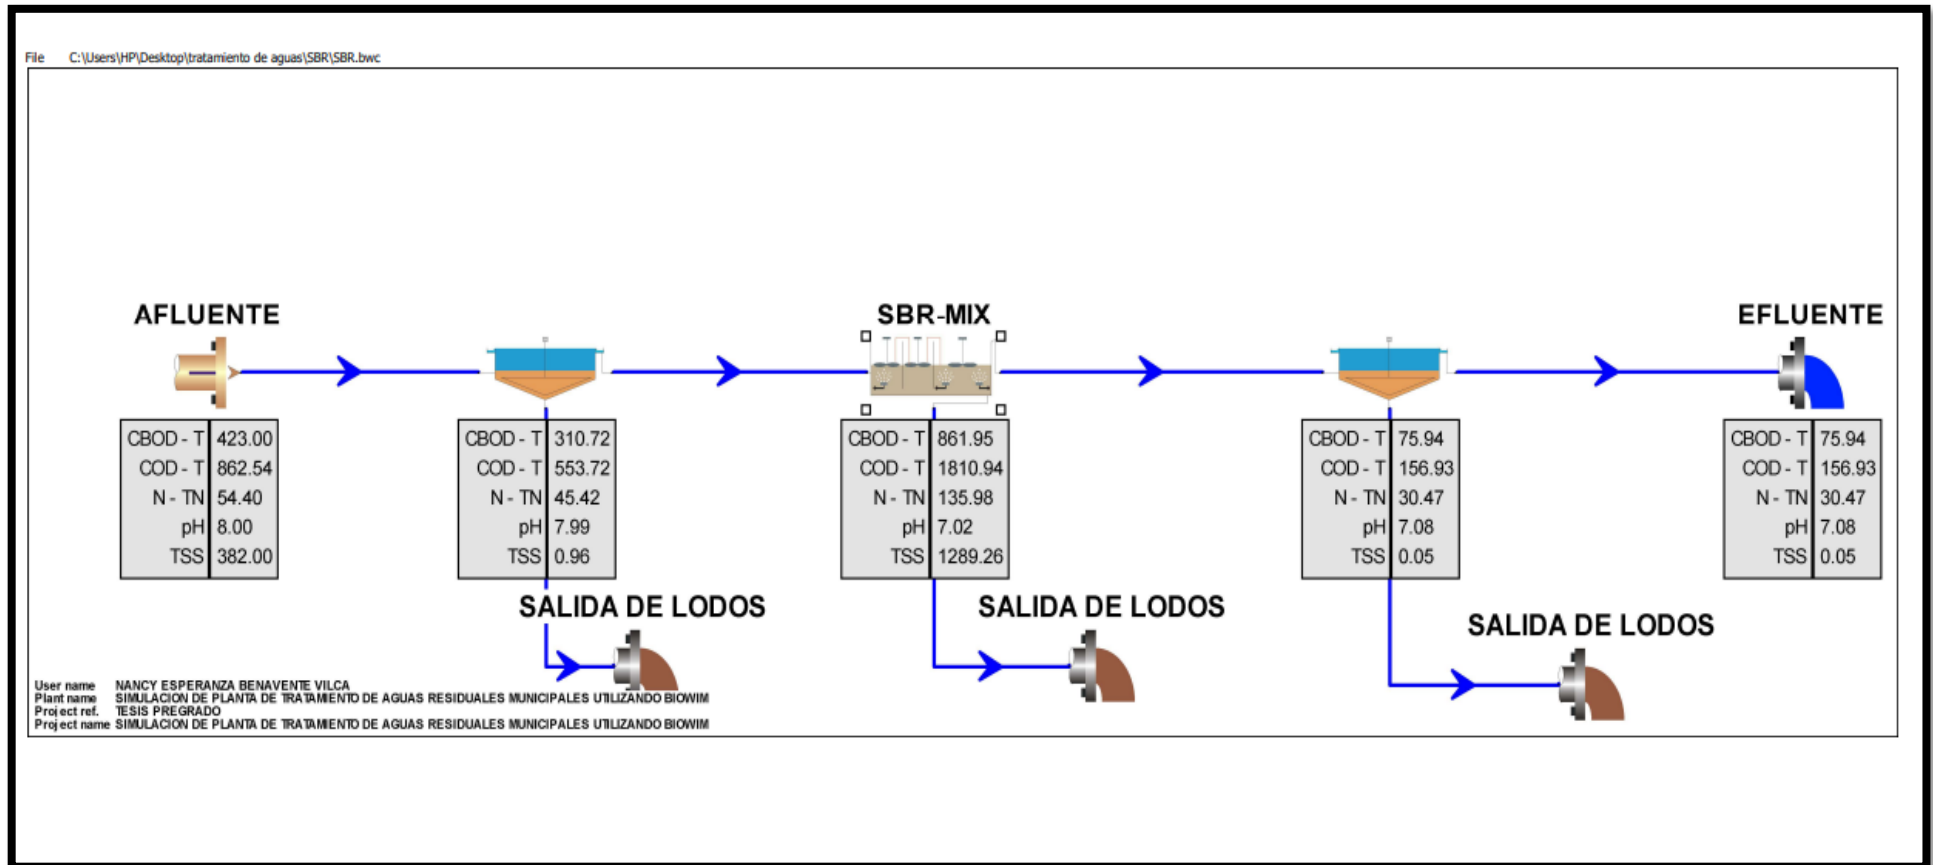 File C:\Users\HP\Desktop\tratamiento de aguas\SBR\SBR.bwc
AFLUENTE
SBR-MIX
EFLUENTE
CBOD - T 423.00
COD - T 862.54
N - TN 54.40
pH 8.00
TSS 382.00
CBOD - T 310.72
COD - T 553.72
N - TN 45.42
pH 7.99
TSS 0.96
CBOD - T 861.95
COD - T 1810.94
N - TN 135.98
pH 7.02
TSS 1289.26
CBOD - T 75.94
COD - T 156.93
N - TN 30.47
pH 7.08
TSS 0.05
CBOD - T 75.94
COD - T 156.93
N - TN 30.47
pH 7.08
TSS 0.05
SALIDA DE LODOS
SALIDA DE LODOS
SALIDA DE LODOS
User name NANCY ESPERANZA BENAVENTE VILCA
Plant name SIMULACION DE PLANTA DE TRATAMIENTO DE AGUAS RESIDUALES MUNICIPALES UTILIZANDO BIOWIM
Project ref. TESIS PREGRADO
Project name SIMULACION DE PLANTA DE TRATAMIENTO DE AGUAS RESIDUALES MUNICIPALES UTILIZANDO BIOWIM